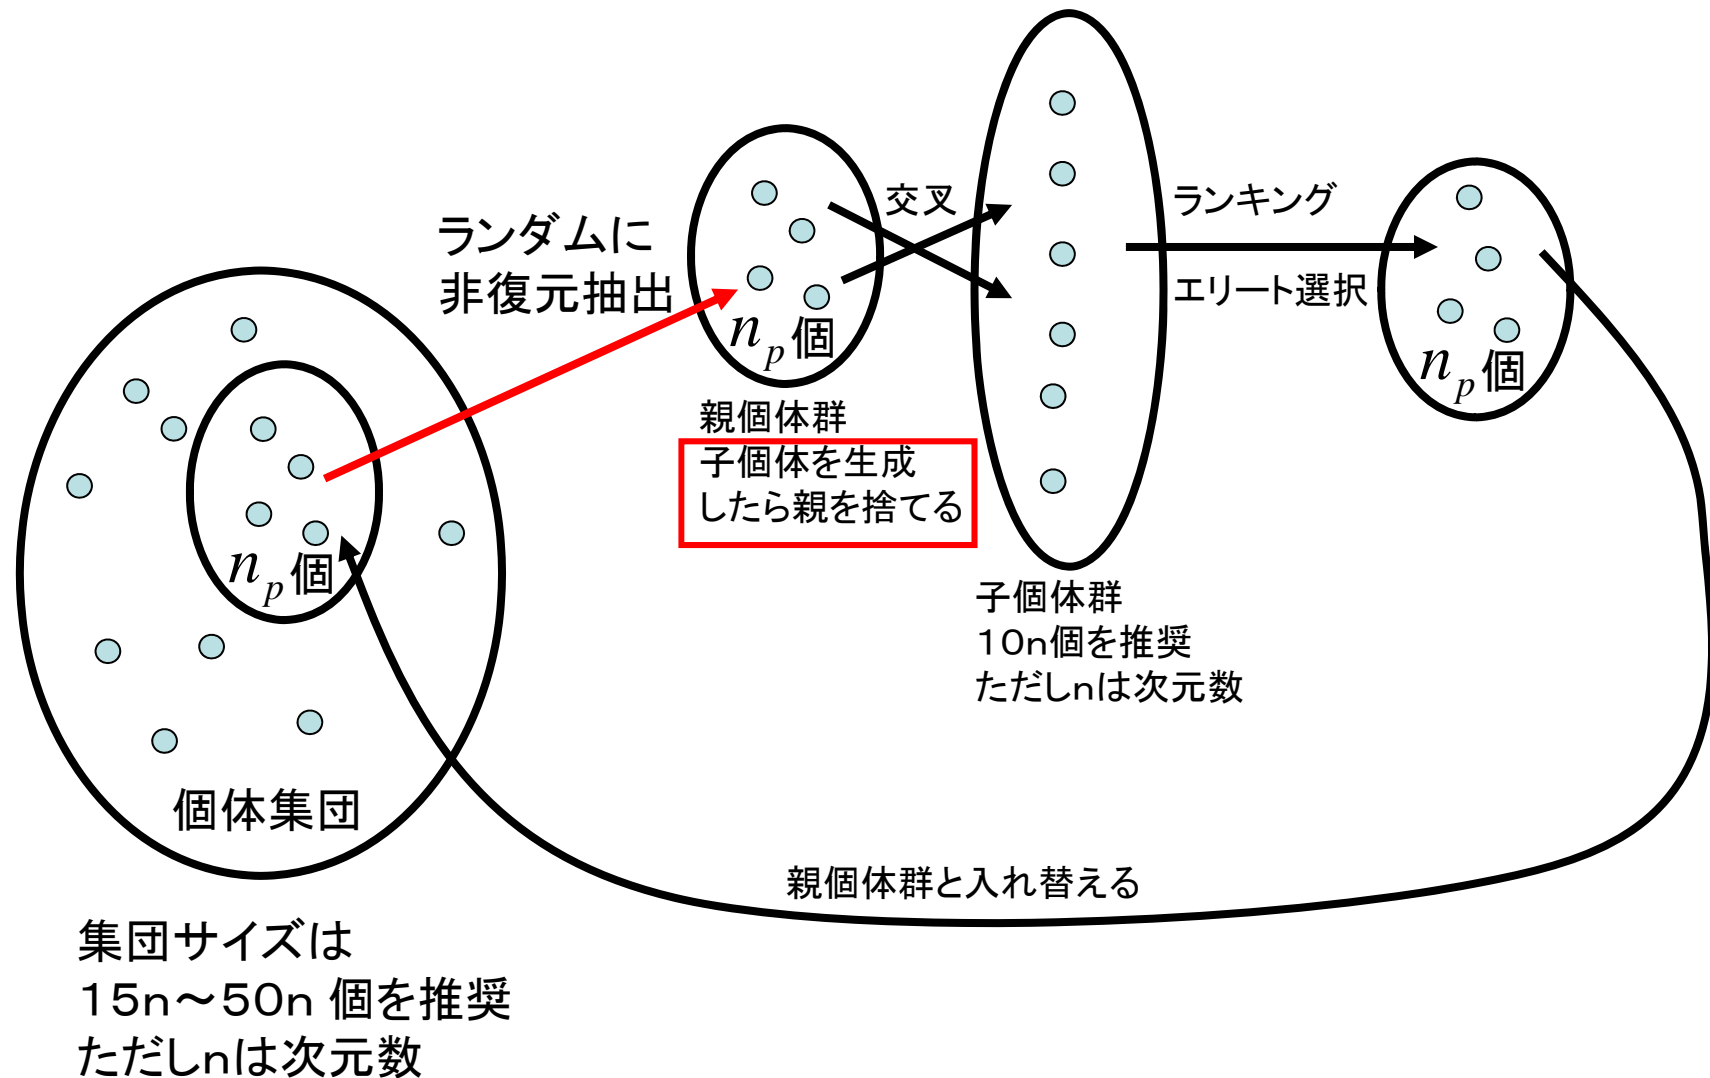 ランダムに
非復元抽出
交叉
ランキング
エリート選択
n_p個
n_p個
n_p個
親個体群
子個体を生成
したら親を捨てる
子個体群
10n個を推奨
ただしnは次元数
個体集団
親個体群と入れ替える
集団サイズは
15n～50n 個を推奨
ただしnは次元数